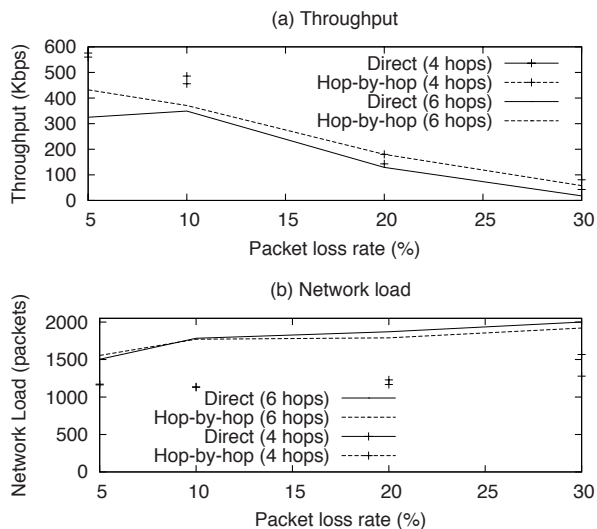 (a) Throughput
Throughput (Kbps)
600
500
400
300
200
100
0
Direct (4 hops)
Hop-by-hop (4 hops)
Direct (6 hops)
Hop-by-hop (6 hops)
5 10 15 20 25 30
Packet loss rate (%)
(b) Network load
Network Load (packets)
2000
1500
1000
500
0
Direct (6 hops)
Hop-by-hop (6 hops)
Direct (4 hops)
Hop-by-hop (4 hops)
5 10 15 20 25 30
Packet loss rate (%)